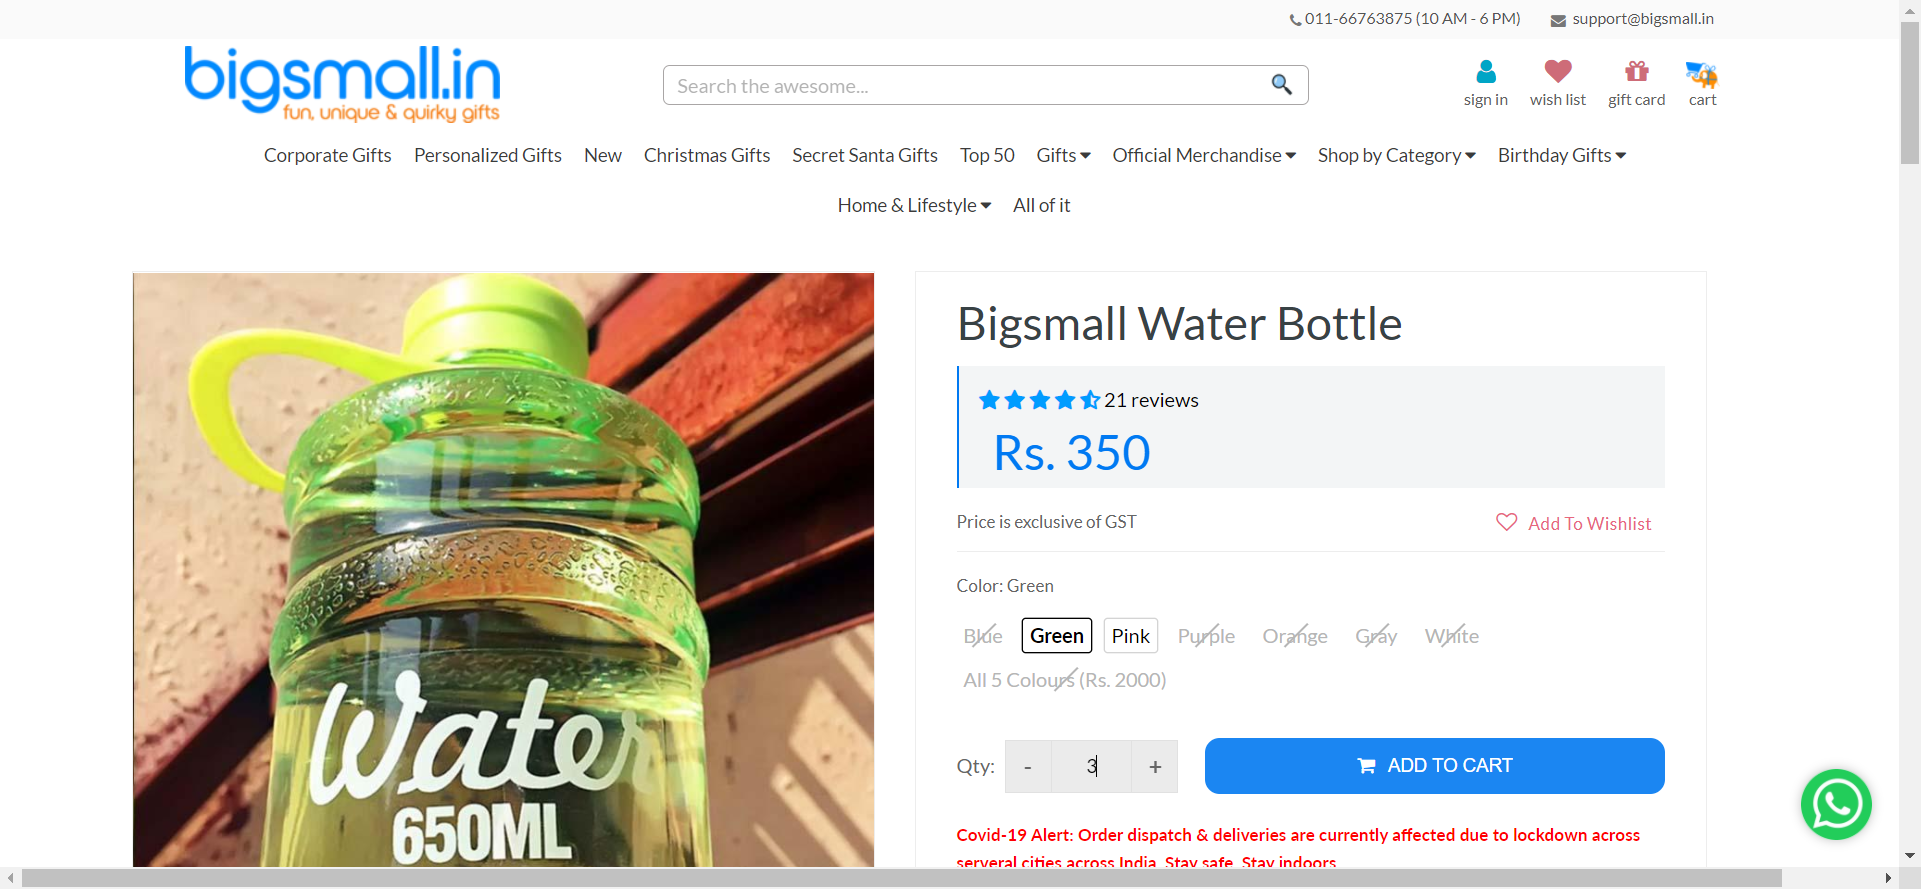 011-66763875 (10 AM - 6 PM) support@bigsmall.in
bigsmall.in
fun, unique & quirky gifts
Search the awesome...
sign in wish list gift card cart
Corporate Gifts Personalized Gifts New Christmas Gifts Secret Santa Gifts Top 50 Gifts Official Merchandise Shop by Category Birthday Gifts
Home & Lifestyle All of it
Water
650ML
Bigsmall Water Bottle
21 reviews
Rs. 350
Price is exclusive of GST Add To Wishlist
Color: Green
Blue Green Pink Purple Orange Gray White
All 5 Colours (Rs. 2000)
Qty: - 3 + ADD TO CART
Covid-19 Alert: Order dispatch & deliveries are currently affected due to lockdown across
serveral cities across India. Stay safe. Stay indoors